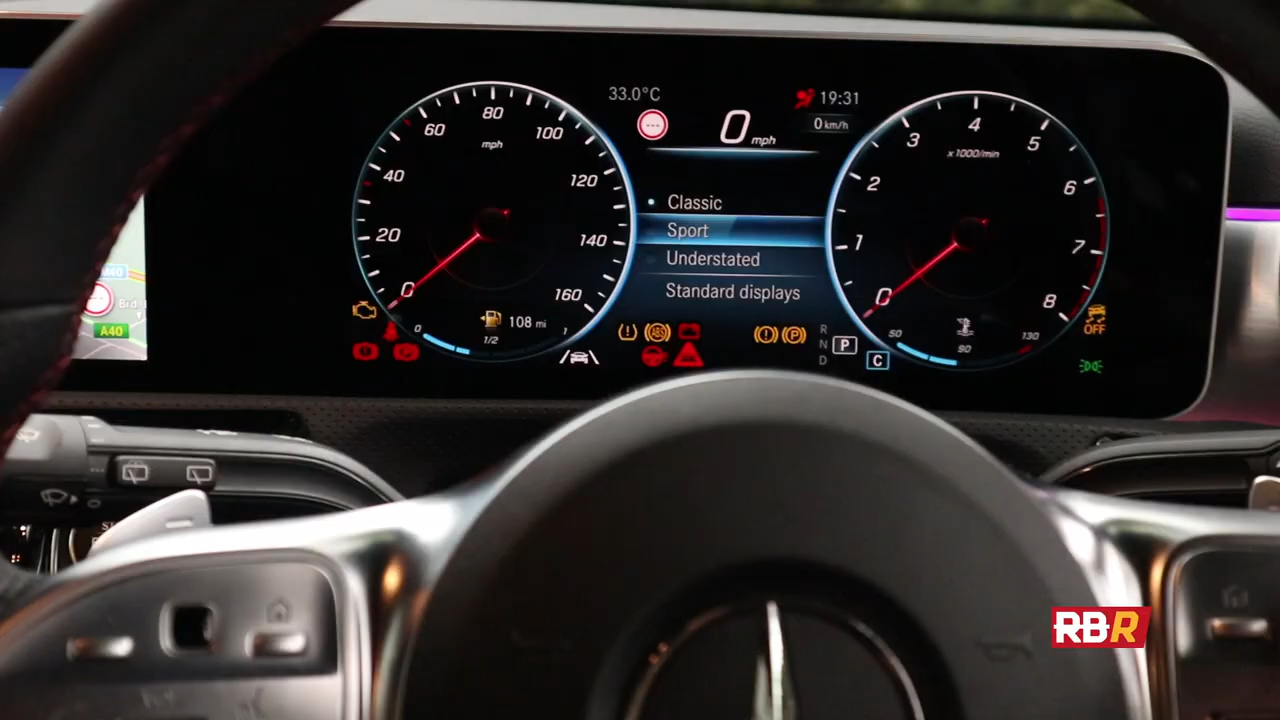 33.0°C
19:31
0 mph
0 km/h
Classic
Sport
Understated
Standard displays
0
20
40
60
80
100
120
140
160
mph
108 mi
0
1/2
1
0
1
2
3
4
5
6
7
8
x1000/min
50
90
130
ABS
R
N
P
D
C
OFF
A40
RBR